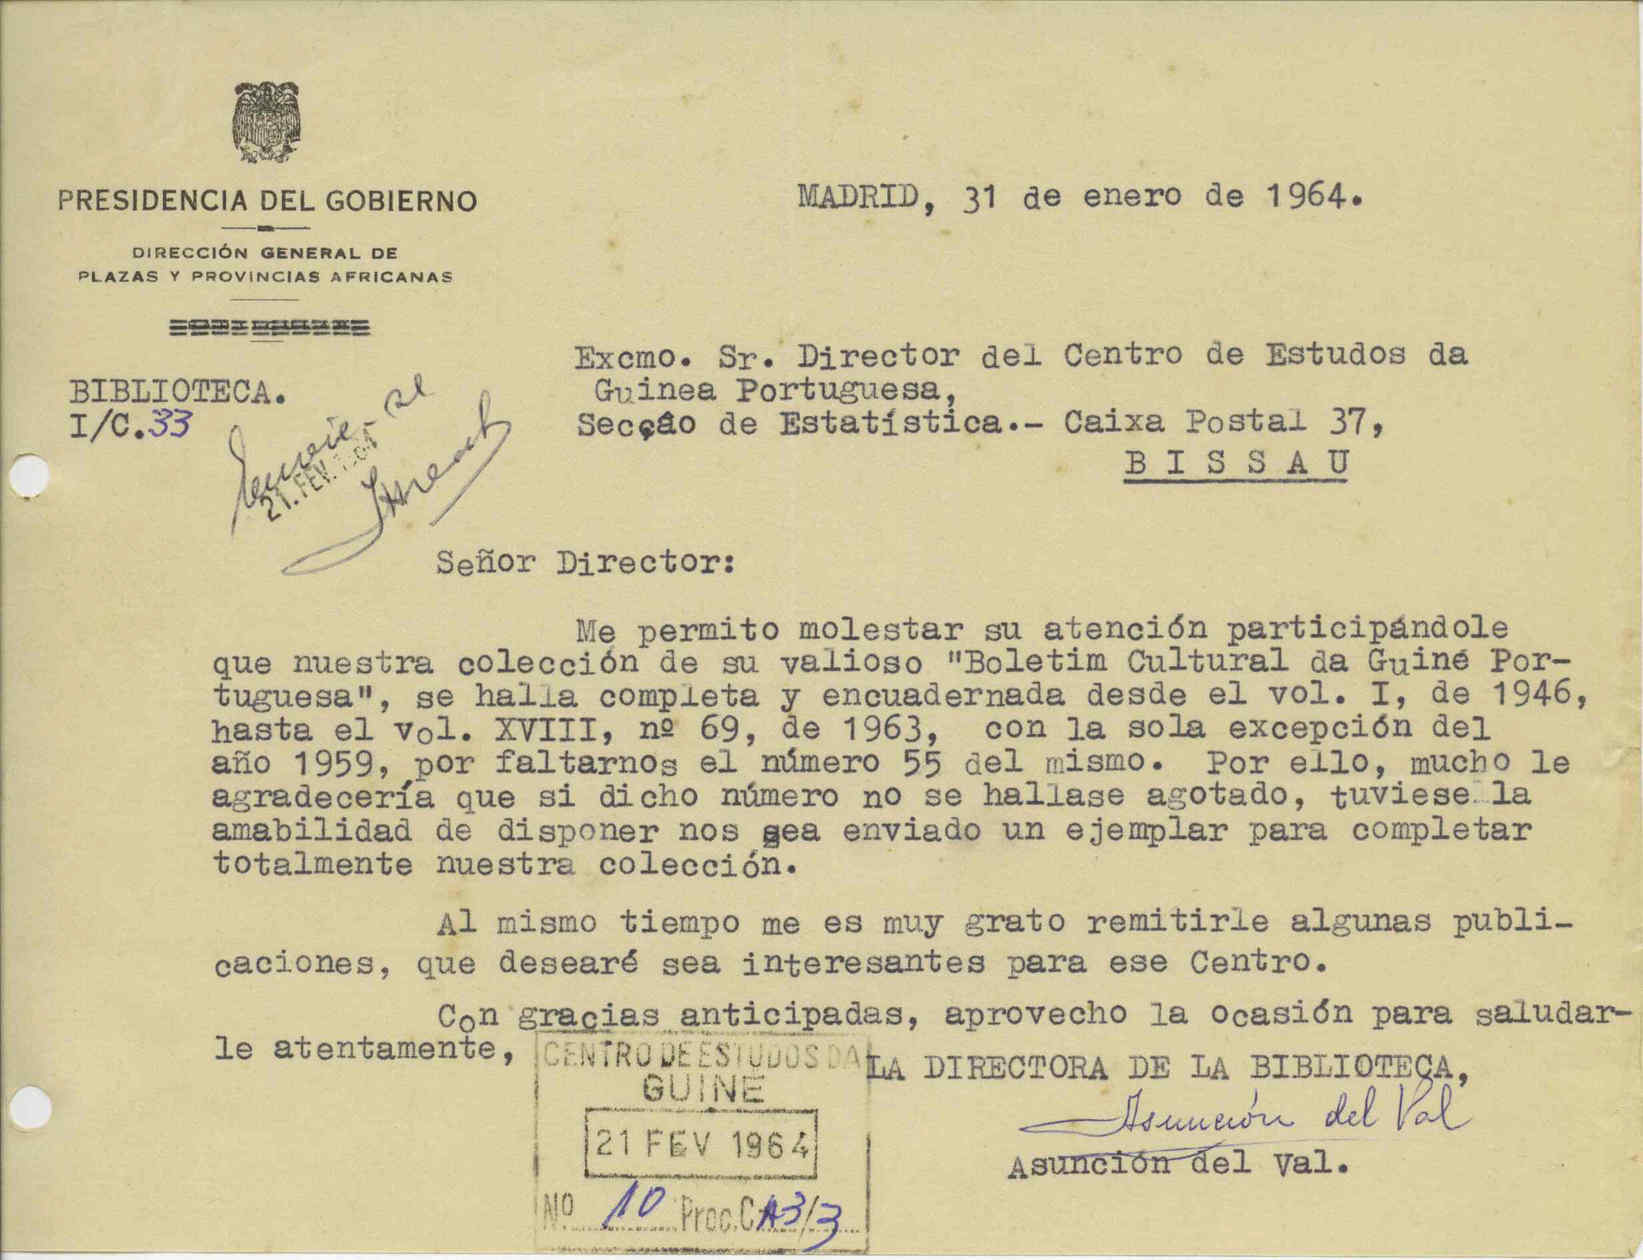 PRESIDENCIA DEL GOBIERNO
DIRECCIÓN GENERAL DE
PLAZAS Y PROVINCIAS AFRICANAS
BIBLIOTECA.
I/C.33
21.FEV.
MADRID, 31 de enero de 1964.
Excmo. Sr. Director del Centro de Estudos da
Guinea Portuguesa,
Secção de Estatística.- Caixa Postal 37,
B I S S A U
Señor Director:
Me permito molestar su atención participándole
que nuestra colección de su valioso "Boletim Cultural da Guiné Por-
tuguesa", se halla completa y encuadernada desde el vol. I, de 1946,
hasta el vol. XVIII, nº 69, de 1963, con la sola excepción del
año 1959, por faltarnos el número 55 del mismo. Por ello, mucho le
agradecería que si dicho número no se hallase agotado, tuviese la
amabilidad de disponer nos sea enviado un ejemplar para completar
totalmente nuestra colección.
Al mismo tiempo me es muy grato remitirle algunas publi-
caciones, que desearé sea interesantes para ese Centro.
Con gracias anticipadas, aprovecho la ocasión para saludar-
le atentamente,
CENTRO DE ESTUDOS DA
GUINÉ
21 FEV 1964
Nº 10 Proc. C A3/3
LA DIRECTORA DE LA BIBLIOTECA,
Asunción del Val
Asunción del Val.